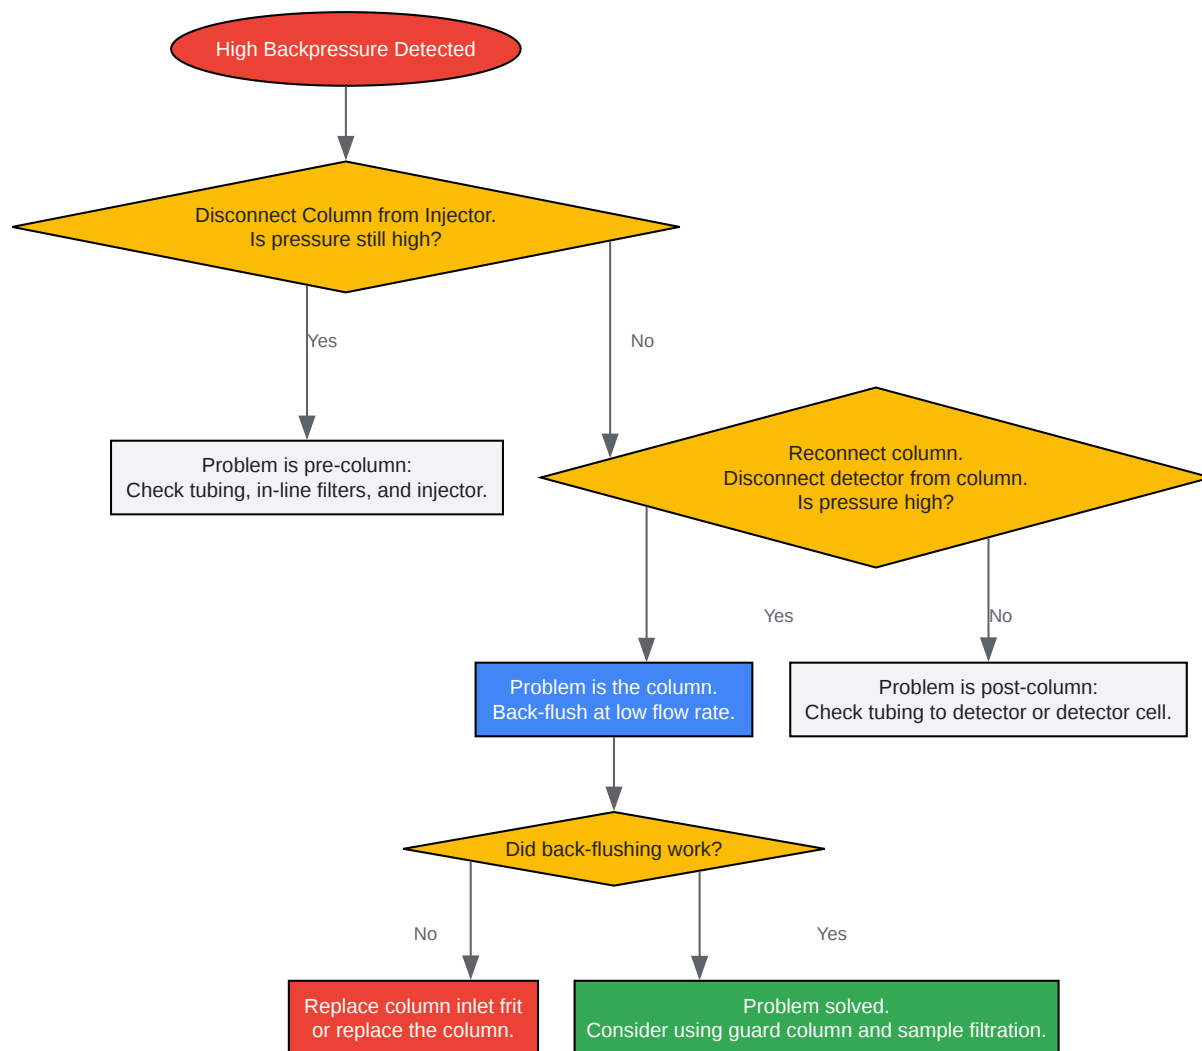 High Backpressure Detected
Disconnect Column from Injector.
Is pressure still high?
Yes
No
Reconnect column.
Disconnect detector from column.
Is pressure high?
Problem is pre-column:
Check tubing, in-line filters, and injector.
Yes
No
Problem is the column.
Back-flush at low flow rate.
Problem is post-column:
Check tubing to detector or detector cell.
Did back-flushing work?
No
Yes
Replace column inlet frit
or replace the column.
Problem solved.
Consider using guard column and sample filtration.